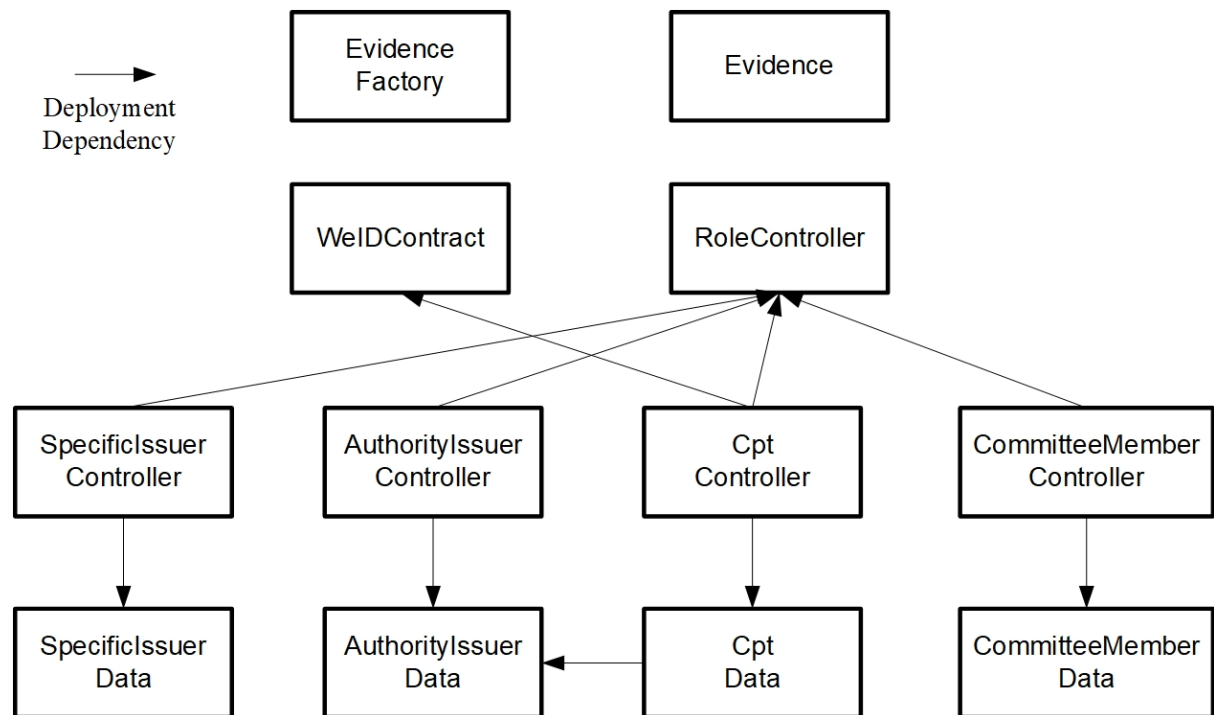 Evidence
Factory
Evidence
Deployment
Dependency
WeIDContract
RoleController
SpecificIssuer
Controller
AuthorityIssuer
Controller
Cpt
Controller
CommitteeMember
Controller
SpecificIssuer
Data
AuthorityIssuer
Data
Cpt
Data
CommitteeMember
Data